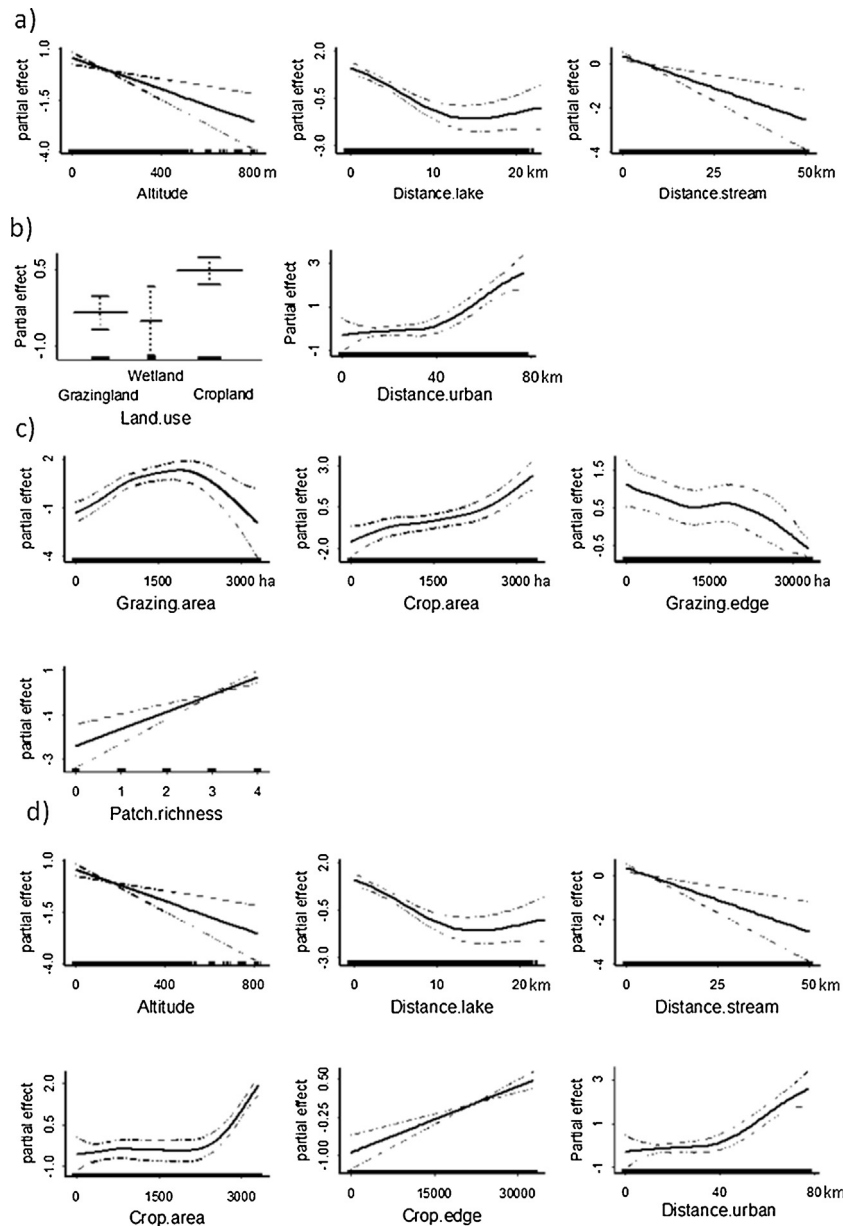 a)
partial effect
1.0
-1.5
-4.0
0 400 800 m
Altitude
partial effect
2.0
-0.5
-3.0
0 10 20 km
Distance.lake
partial effect
0
-2
-4
0 25 50 km
Distance.stream
b)
Partial effect
0.5
-1.0
Wetland
Grazingland Cropland
Land.use
Partial effect
3
1
-1
0 40 80 km
Distance.urban
c)
partial effect
2
-1
-4
0 1500 3000 ha
Grazing.area
partial effect
3.0
0.5
-2.0
0 1500 3000 ha
Crop.area
partial effect
1.5
0.5
-0.5
0 15000 30000 ha
Grazing.edge
partial effect
1
-1
-3
0 1 2 3 4
Patch.richness
d)
partial effect
1.0
-1.5
-4.0
0 400 800
Altitude
partial effect
2.0
-0.5
-3.0
0 10 20 km
Distance.lake
partial effect
0
-2
-4
0 25 50 km
Distance.stream
partial effect
2.0
0.5
-1.0
0 1500 3000
Crop.area
partial effect
0.50
-0.25
-1.00
0 15000 30000
Crop.edge
Partial effect
3
1
-1
0 40 80 km
Distance.urban